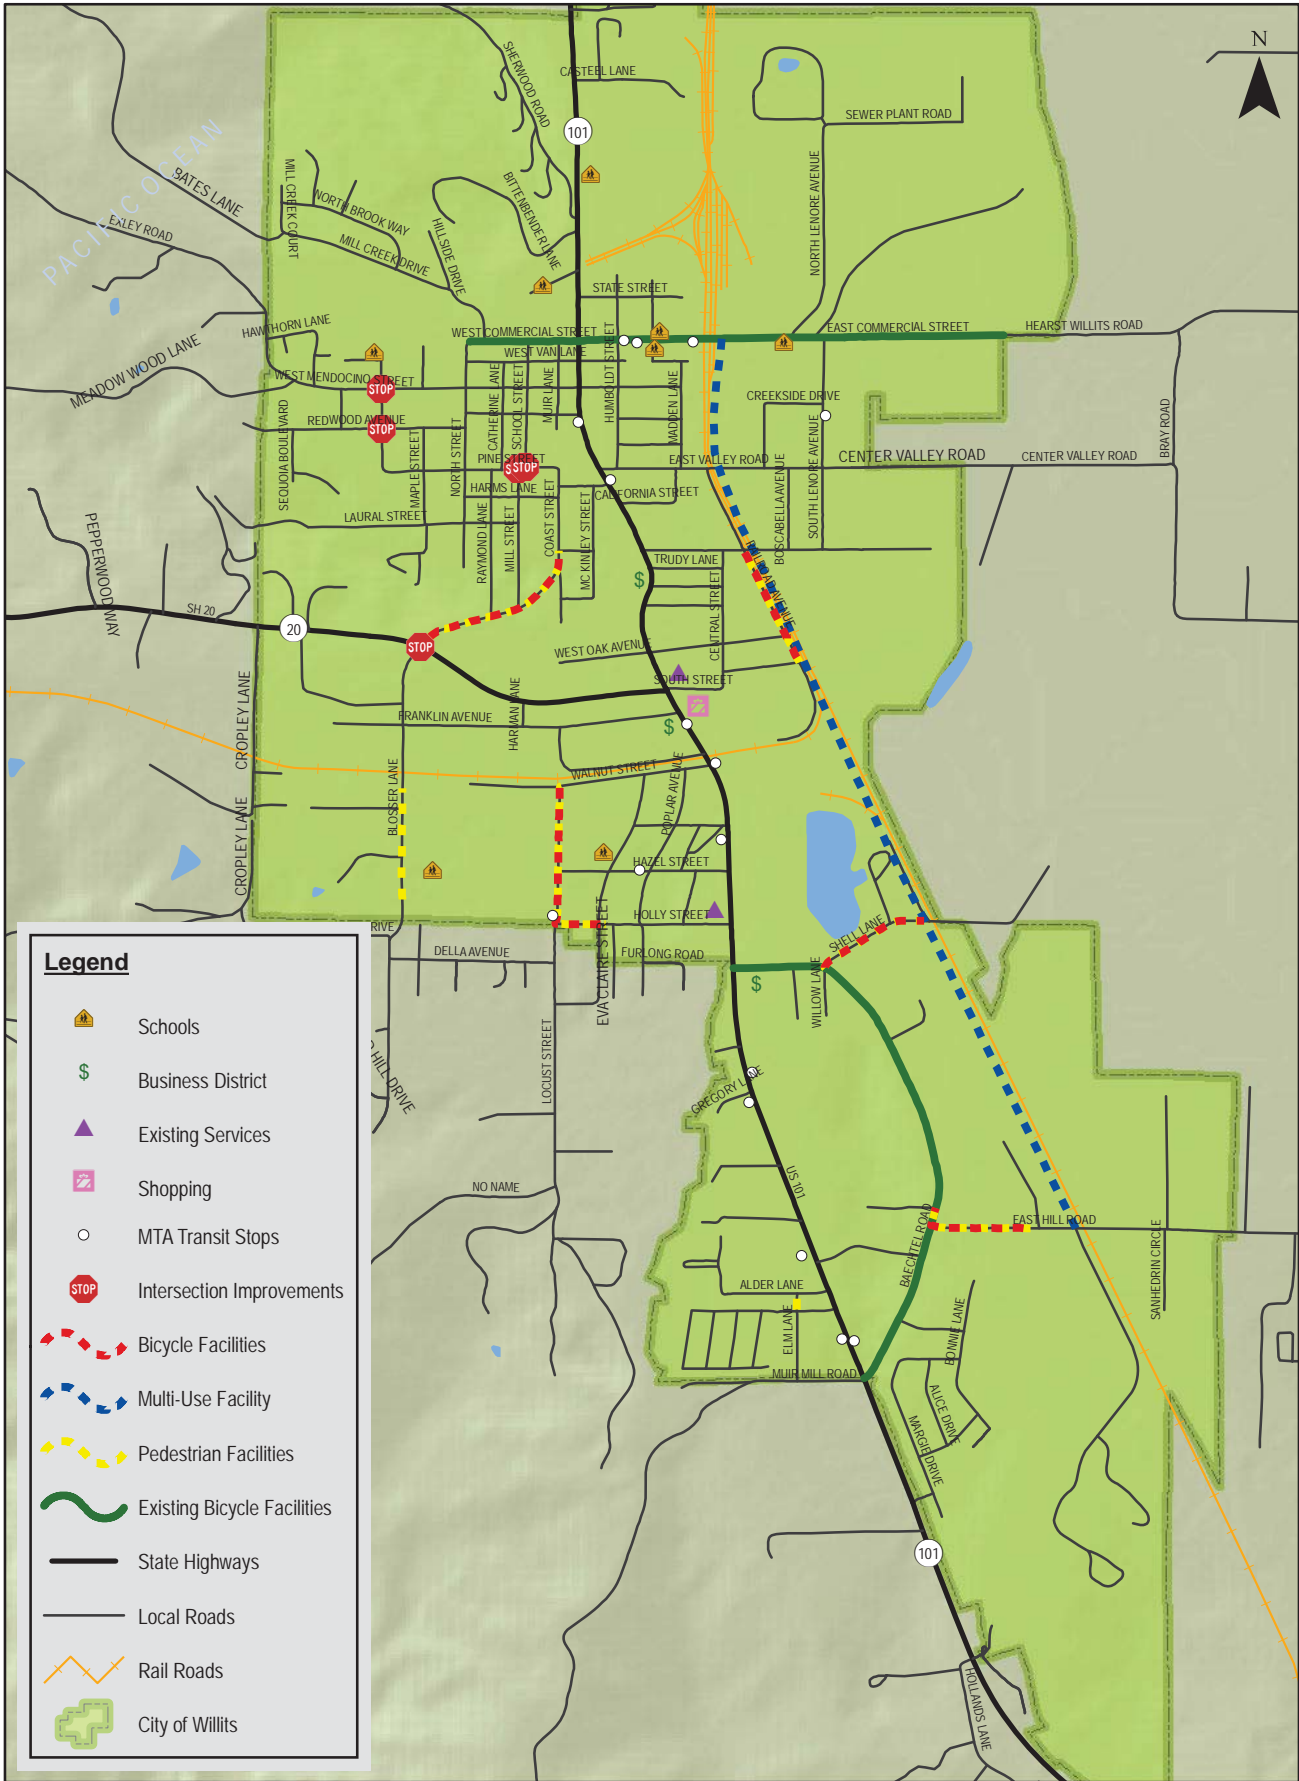 N
SHERWOOD ROAD
CASTEEL LANE
SEWER PLANT ROAD
101
PACIFIC OCEAN
BATES LANE
EXLEY ROAD
MILL CREEK COURT
NORTH BROOK WAY
MILL CREEK DRIVE
HILLSIDE DRIVE
BITTENBENDER LANE
NORTH LENORE AVENUE
STATE STREET
HAWTHORN LANE
WEST COMMERCIAL STREET
EAST COMMERCIAL STREET
HEARST WILLITS ROAD
MEADOW WOOD LANE
WEST VAN LANE
HUMBOLDT STREET
WEST MENDOCINO STREET
STOP
CATHERINE LANE
SCHOOL STREET
MUIR LANE
MADDEN LANE
CREEKSIDE DRIVE
SEQUOIA BOULEVARD
REDWOOD AVENUE
STOP
MAPLE STREET
NORTH STREET
PINE STREET
STOP
STOP
EAST VALLEY ROAD
CENTER VALLEY ROAD
CENTER VALLEY ROAD
BRAY ROAD
HARMS LANE
CALIFORNIA STREET
BOSCABELLA AVENUE
SOUTH LENORE AVENUE
PEPPERWOOD WAY
LAURAL STREET
RAYMOND LANE
MILL STREET
COAST STREET
MC KINLEY STREET
TRUDY LANE
RAILROAD AVENUE
$
CENTRAL STREET
SH 20
20
STOP
WEST OAK AVENUE
SOUTH STREET
CROPLEY LANE
FRANKLIN AVENUE
HARMAN LANE
$
WALNUT STREET
POPLAR AVENUE
BLOSSER LANE
CROPLEY LANE
HAZEL STREET
HOLLY STREET
EVA CLAIRE STREET
SHELL LANE
RIVE
DELLA AVENUE
FURLONG ROAD
$
WILLOW LANE
HILL DRIVE
LOCUST STREET
GREGORY LANE
US 101
NO NAME
BAECHTEL ROAD
EAST HILL ROAD
SANHEDRIN CIRCLE
ALDER LANE
ELM LANE
BONNIE LANE
MUIR MILL ROAD
ALICE DRIVE
MARGIE DRIVE
101
HOLLANDS LANE
Legend
Schools
$ Business District
Existing Services
Shopping
MTA Transit Stops
STOP Intersection Improvements
Bicycle Facilities
Multi-Use Facility
Pedestrian Facilities
Existing Bicycle Facilities
State Highways
Local Roads
Rail Roads
City of Willits